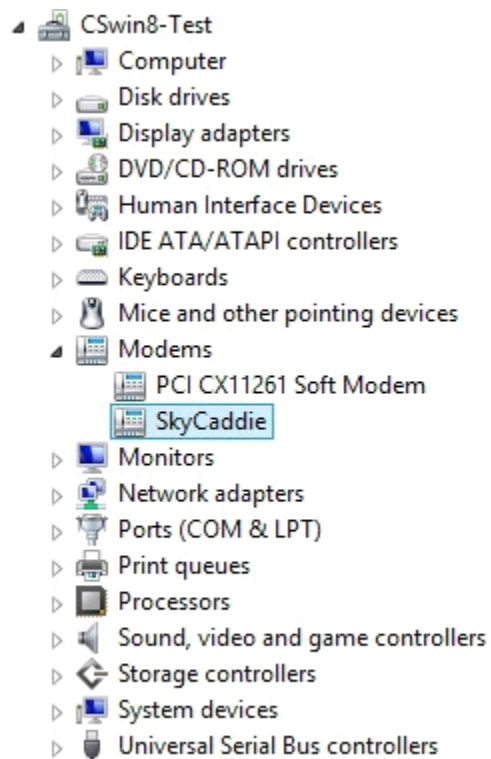 CSwin8-Test
Computer
Disk drives
Display adapters
DVD/CD-ROM drives
Human Interface Devices
IDE ATA/ATAPI controllers
Keyboards
Mice and other pointing devices
Modems
PCI CX11261 Soft Modem
SkyCaddie
Monitors
Network adapters
Ports (COM & LPT)
Print queues
Processors
Sound, video and game controllers
Storage controllers
System devices
Universal Serial Bus controllers